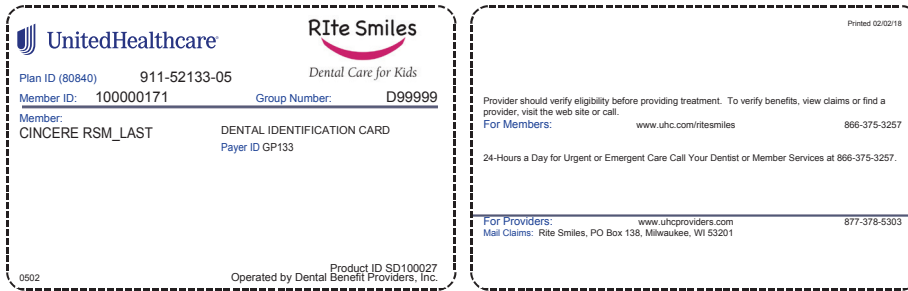 UnitedHealthcare®
RIte Smiles
Dental Care for Kids
Plan ID (80840) 911-52133-05
Member ID: 100000171 Group Number: D99999
Member:
CINCERE RSM_LAST
DENTAL IDENTIFICATION CARD
Payer ID GP133
Product ID SD100027
0502 Operated by Dental Benefit Providers, Inc.
Printed 02/02/18
Provider should verify eligibility before providing treatment. To verify benefits, view claims or find a
provider, visit the web site or call.
For Members: www.uhc.com/ritesmiles 866-375-3257
24-Hours a Day for Urgent or Emergent Care Call Your Dentist or Member Services at 866-375-3257.
For Providers: www.uhcproviders.com 877-378-5303
Mail Claims: Rite Smiles, PO Box 138, Milwaukee, WI 53201